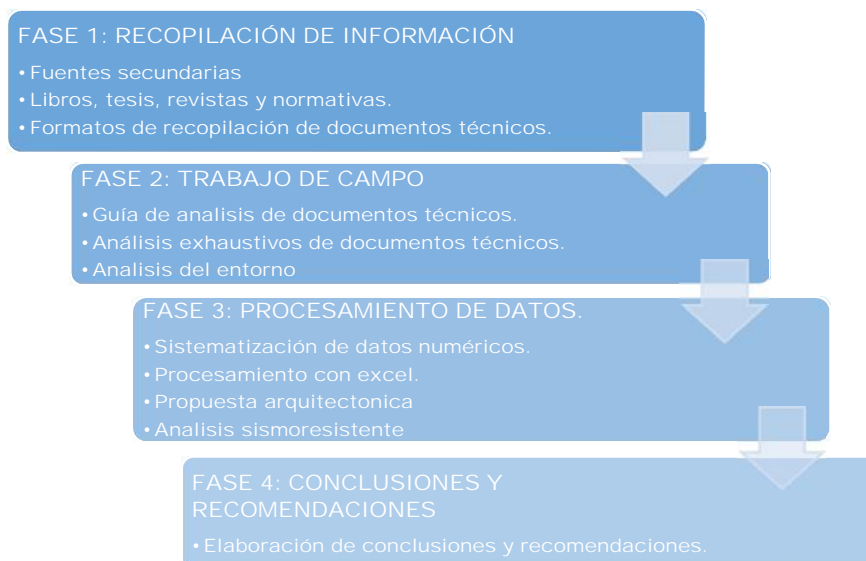 FASE 1: RECOPILACIÓN DE INFORMACIÓN
• Fuentes secundarias
• Libros, tesis, revistas y normativas.
• Formatos de recopilación de documentos técnicos.
FASE 2: TRABAJO DE CAMPO
• Guía de analisis de documentos técnicos.
• Análisis exhaustivos de documentos técnicos.
• Analisis del entorno
FASE 3: PROCESAMIENTO DE DATOS.
• Sistematización de datos numéricos.
• Procesamiento con excel.
• Propuesta arquitectonica
• Analisis sismoresistente
FASE 4: CONCLUSIONES Y
RECOMENDACIONES
• Elaboración de conclusiones y recomendaciones.